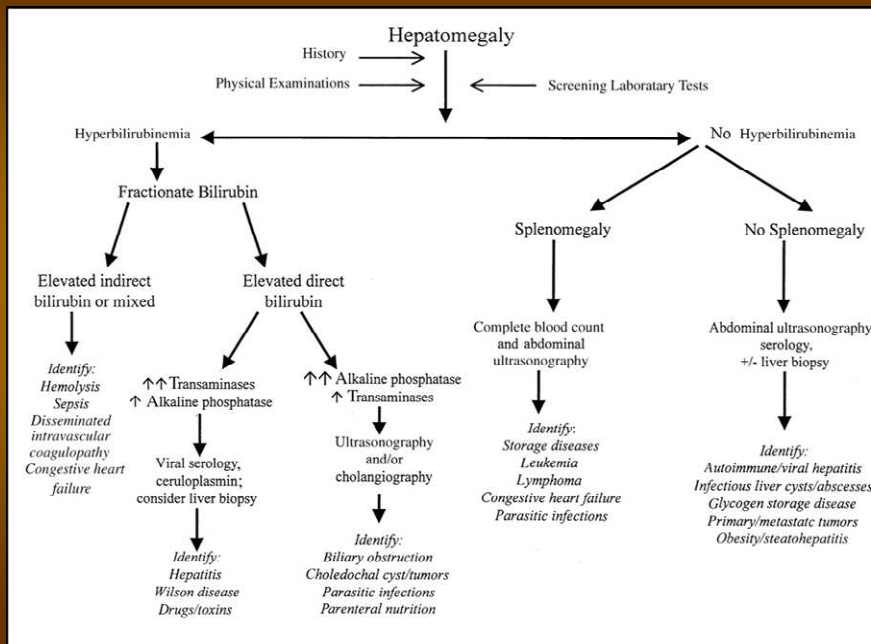 Hepatomegaly
History
Physical Examinations
Screening Laboratary Tests
Hyperbilirubinemia
No Hyperbilirubinemia
Fractionate Bilirubin
Splenomegaly
No Splenomegaly
Elevated indirect
bilirubin or mixed
Elevated direct
bilirubin
Complete blood count
and abdominal
ultrasonography
Abdominal ultrasonography
serology,
+/- liver biopsy
Identify:
Hemolysis
Sepsis
Disseminated
intravascular
coagulopathy
Congestive heart
failure
↑↑ Transaminases
↑ Alkaline phosphatase
↑↑ Alkaline phosphatase
↑ Transaminases
Viral serology,
ceruloplasmin;
consider liver biopsy
Ultrasonography
and/or
cholangiography
Identify:
Storage diseases
Leukemia
Lymphoma
Congestive heart failure
Parasitic infections
Identify:
Autoimmune/viral hepatitis
Infectious liver cysts/abscesses
Glycogen storage disease
Primary/metastatc tumors
Obesity/steatohepatitis
Identify:
Hepatitis
Wilson disease
Drugs/toxins
Identify:
Biliary obstruction
Choledochal cyst/tumors
Parasitic infections
Parenteral nutrition